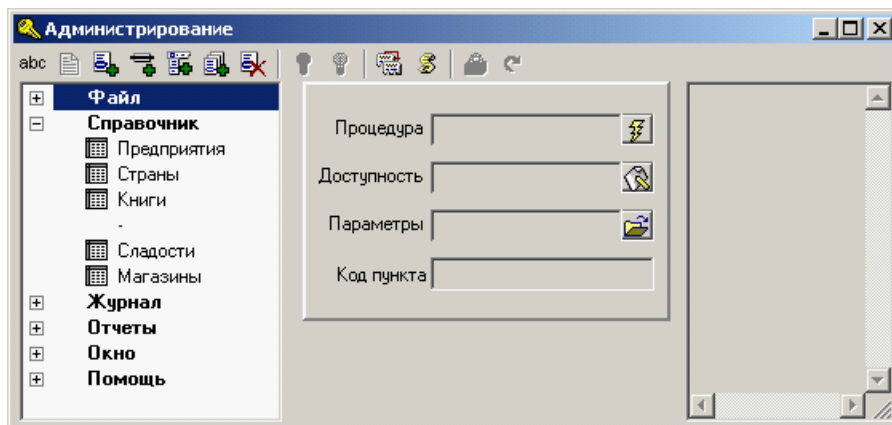 Администрирование
abc
Файл
Справочник
Предприятия
Страны
Книги
-
Сладости
Магазины
Журнал
Отчеты
Окно
Помощь
Процедура
Доступность
Параметры
Код пункта